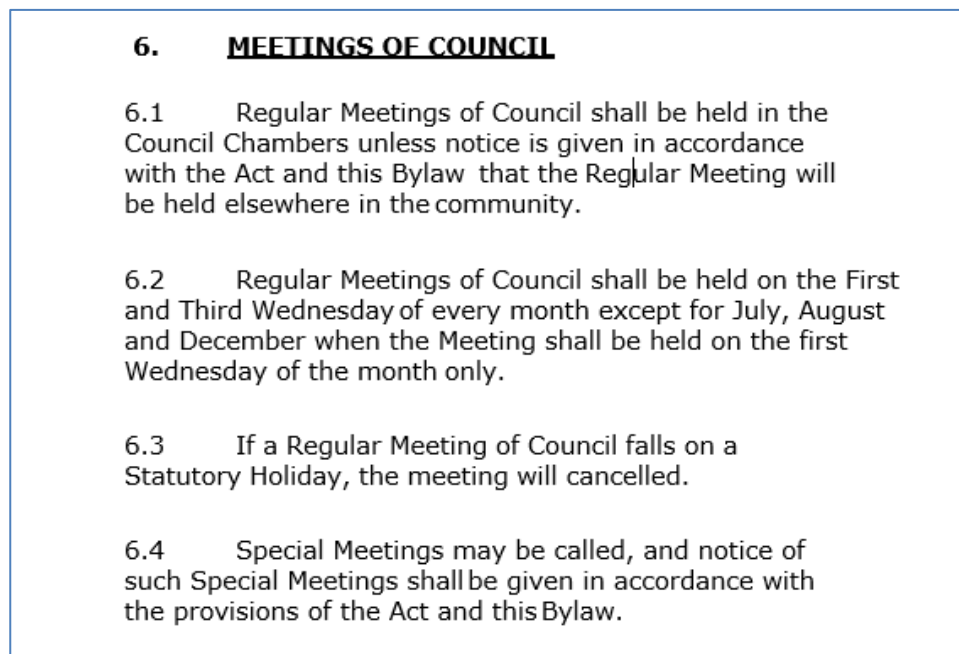 6. MEETINGS OF COUNCIL
6.1 Regular Meetings of Council shall be held in the
Council Chambers unless notice is given in accordance
with the Act and this Bylaw that the Regular Meeting will
be held elsewhere in the community.
6.2 Regular Meetings of Council shall be held on the First
and Third Wednesday of every month except for July, August
and December when the Meeting shall be held on the first
Wednesday of the month only.
6.3 If a Regular Meeting of Council falls on a
Statutory Holiday, the meeting will cancelled.
6.4 Special Meetings may be called, and notice of
such Special Meetings shall be given in accordance with
the provisions of the Act and this Bylaw.